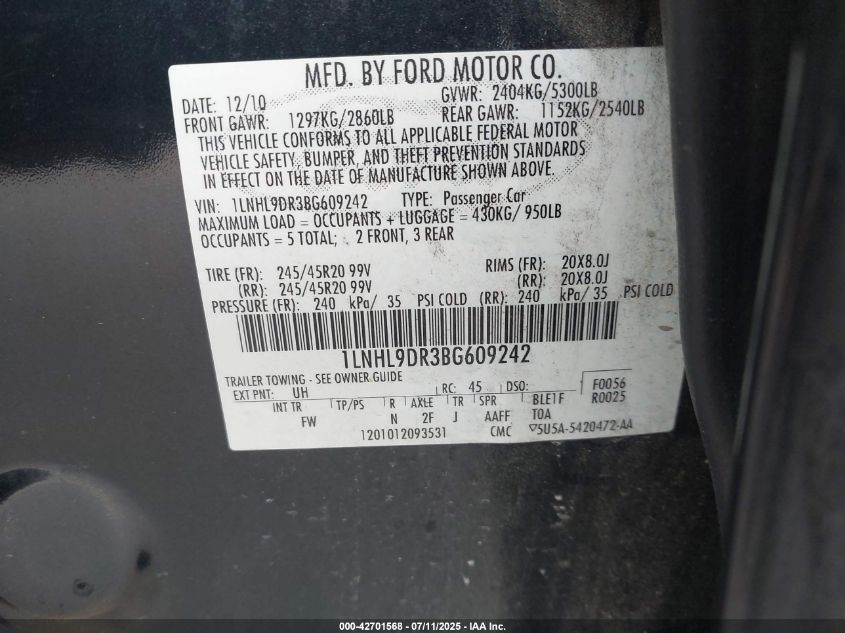 MFD. BY FORD MOTOR CO.
DATE: 12/10 GVWR: 2404KG/5300LB
FRONT GAWR: 1297KG/2860LB REAR GAWR: 1152KG/2540LB
THIS VEHICLE CONFORMS TO ALL APPLICABLE FEDERAL MOTOR
VEHICLE SAFETY, BUMPER, AND THEFT PREVENTION STANDARDS
IN EFFECT ON THE DATE OF MANUFACTURE SHOWN ABOVE.
VIN: 1LNHL9DR3BG609242 TYPE: Passenger Car
MAXIMUM LOAD = OCCUPANTS + LUGGAGE = 430KG/ 950LB
OCCUPANTS = 5 TOTAL; 2 FRONT, 3 REAR
TIRE (FR): 245/45R20 99V RIMS (FR): 20X8.0J
(RR): 245/45R20 99V (RR): 20X8.0J
PRESSURE (FR): 240 kPa/ 35 PSI COLD (RR): 240 kPa/ 35 PSI COLD
1LNHL9DR3BG609242
TRAILER TOWING - SEE OWNER GUIDE
EXT PNT: UH RC: 45 DSO: F0056
INT TR TP/PS R AXLE TR SPR BLE1F R0025
FW N 2F J AAFF TOA
1201012093531 CMC 5U5A-5420472-AA
000-42701568 - 07/11/2025 - IAA Inc.